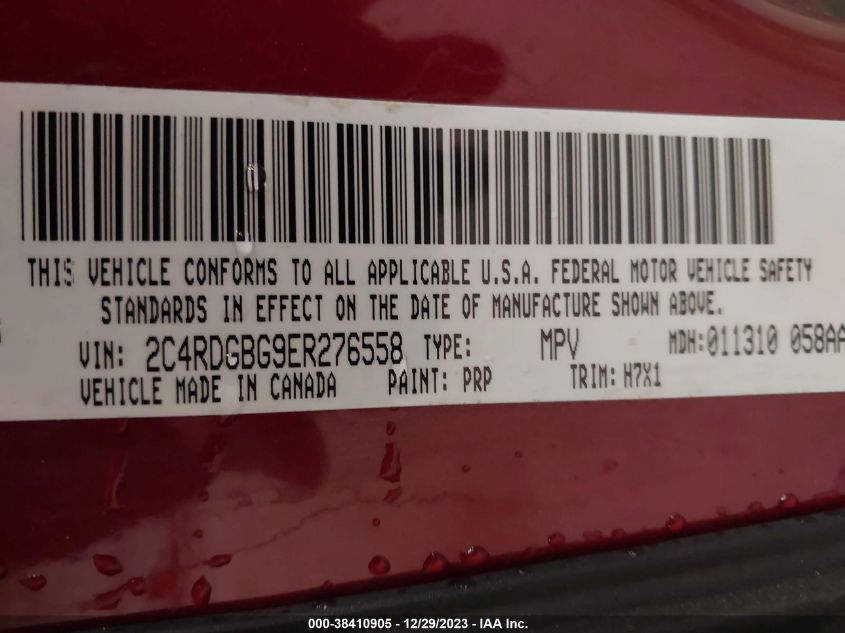 THIS VEHICLE CONFORMS TO ALL APPLICABLE U.S.A. FEDERAL MOTOR VEHICLE SAFETY
STANDARDS IN EFFECT ON THE DATE OF MANUFACTURE SHOWN ABOVE.
VIN: 2C4RDGBG9ER276558 TYPE: MPV MDH:011310 058AA
VEHICLE MADE IN CANADA PAINT: PRP TRIM: H7X1
000-38410905 - 12/29/2023 - IAA Inc.